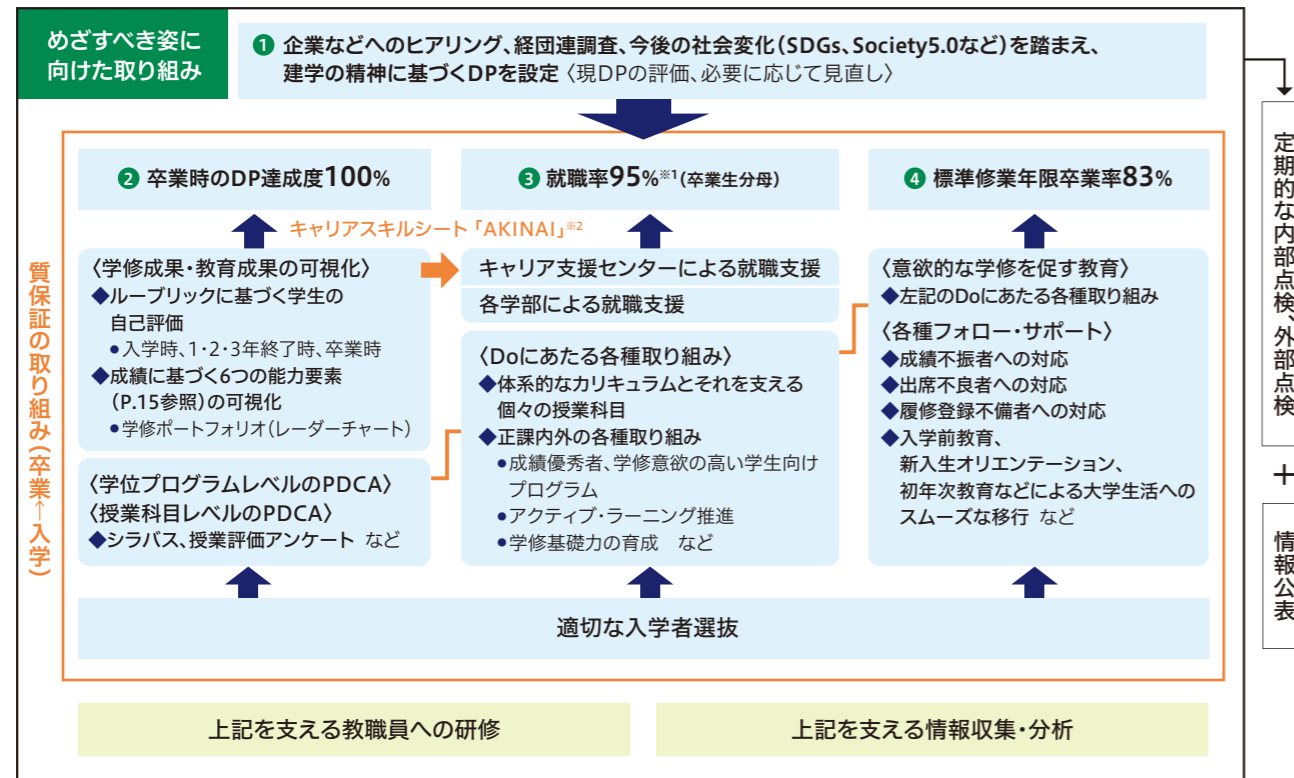 めざすべき姿に
向けた取り組み
❶ 企業などへのヒアリング、経団連調査、今後の社会変化(SDGs、Society5.0など)を踏まえ、
建学の精神に基づくDPを設定〈現DPの評価、必要に応じて見直し〉
質保証の取り組み(卒業↑入学)
❷ 卒業時のDP達成度100%
❸ 就職率95%※1(卒業生分母)
❹ 標準修業年限卒業率83%
キャリアスキルシート「AKINAI」※2
〈学修成果・教育成果の可視化〉
◆ルーブリックに基づく学生の
自己評価
●入学時、1・2・3年終了時、卒業時
◆成績に基づく6つの能力要素
(P.15参照)の可視化
●学修ポートフォリオ(レーダーチャート)
〈学位プログラムレベルのPDCA〉
〈授業科目レベルのPDCA〉
◆シラバス、授業評価アンケート など
キャリア支援センターによる就職支援
各学部による就職支援
〈Doにあたる各種取り組み〉
◆体系的なカリキュラムとそれを支える
個々の授業科目
◆正課内外の各種取り組み
●成績優秀者、学修意欲の高い学生向け
プログラム
●アクティブ・ラーニング推進
●学修基礎力の育成 など
〈意欲的な学修を促す教育〉
◆左記のDoにあたる各種取り組み
〈各種フォロー・サポート〉
◆成績不振者への対応
◆出席不良者への対応
◆履修登録不備者への対応
◆入学前教育、
新入生オリエンテーション、
初年次教育などによる大学生活への
スムーズな移行 など
適切な入学者選抜
上記を支える教職員への研修
上記を支える情報収集・分析
定期的な内部点検、外部点検
+
情報公表